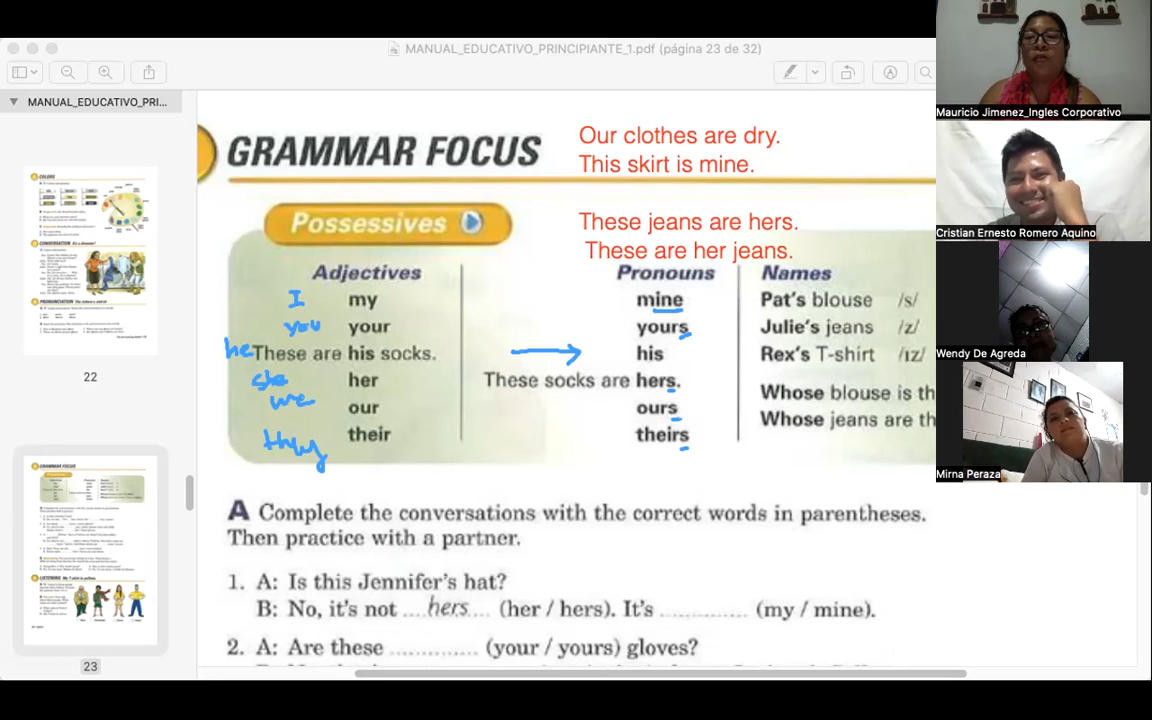 MANUAL_EDUCATIVO_PRINCIPIANTE_1.pdf (página 23 de 32)
MANUAL_EDUCATIVO_PRI...
22
23
GRAMMAR FOCUS
Our clothes are dry.
This skirt is mine.
These jeans are hers.
These are her jeans.
Possessives
Adjectives
I my
you your
he These are his socks.
she her
we our
they their
Pronouns
mine
yours
his
These socks are hers.
ours
theirs
Names
Pat's blouse /s/
Julie's jeans /z/
Rex's T-shirt /ɪz/
Whose blouse is th
Whose jeans are th
A Complete the conversations with the correct words in parentheses.
Then practice with a partner.
1. A: Is this Jennifer's hat?
B: No, it's not .... hers .... (her / hers). It's .............. (my / mine).
2. A: Are these .............. (your / yours) gloves?
Mauricio Jimenez_Ingles Corporativo
Cristian Ernesto Romero Aquino
Wendy De Agreda
Mirna Peraza